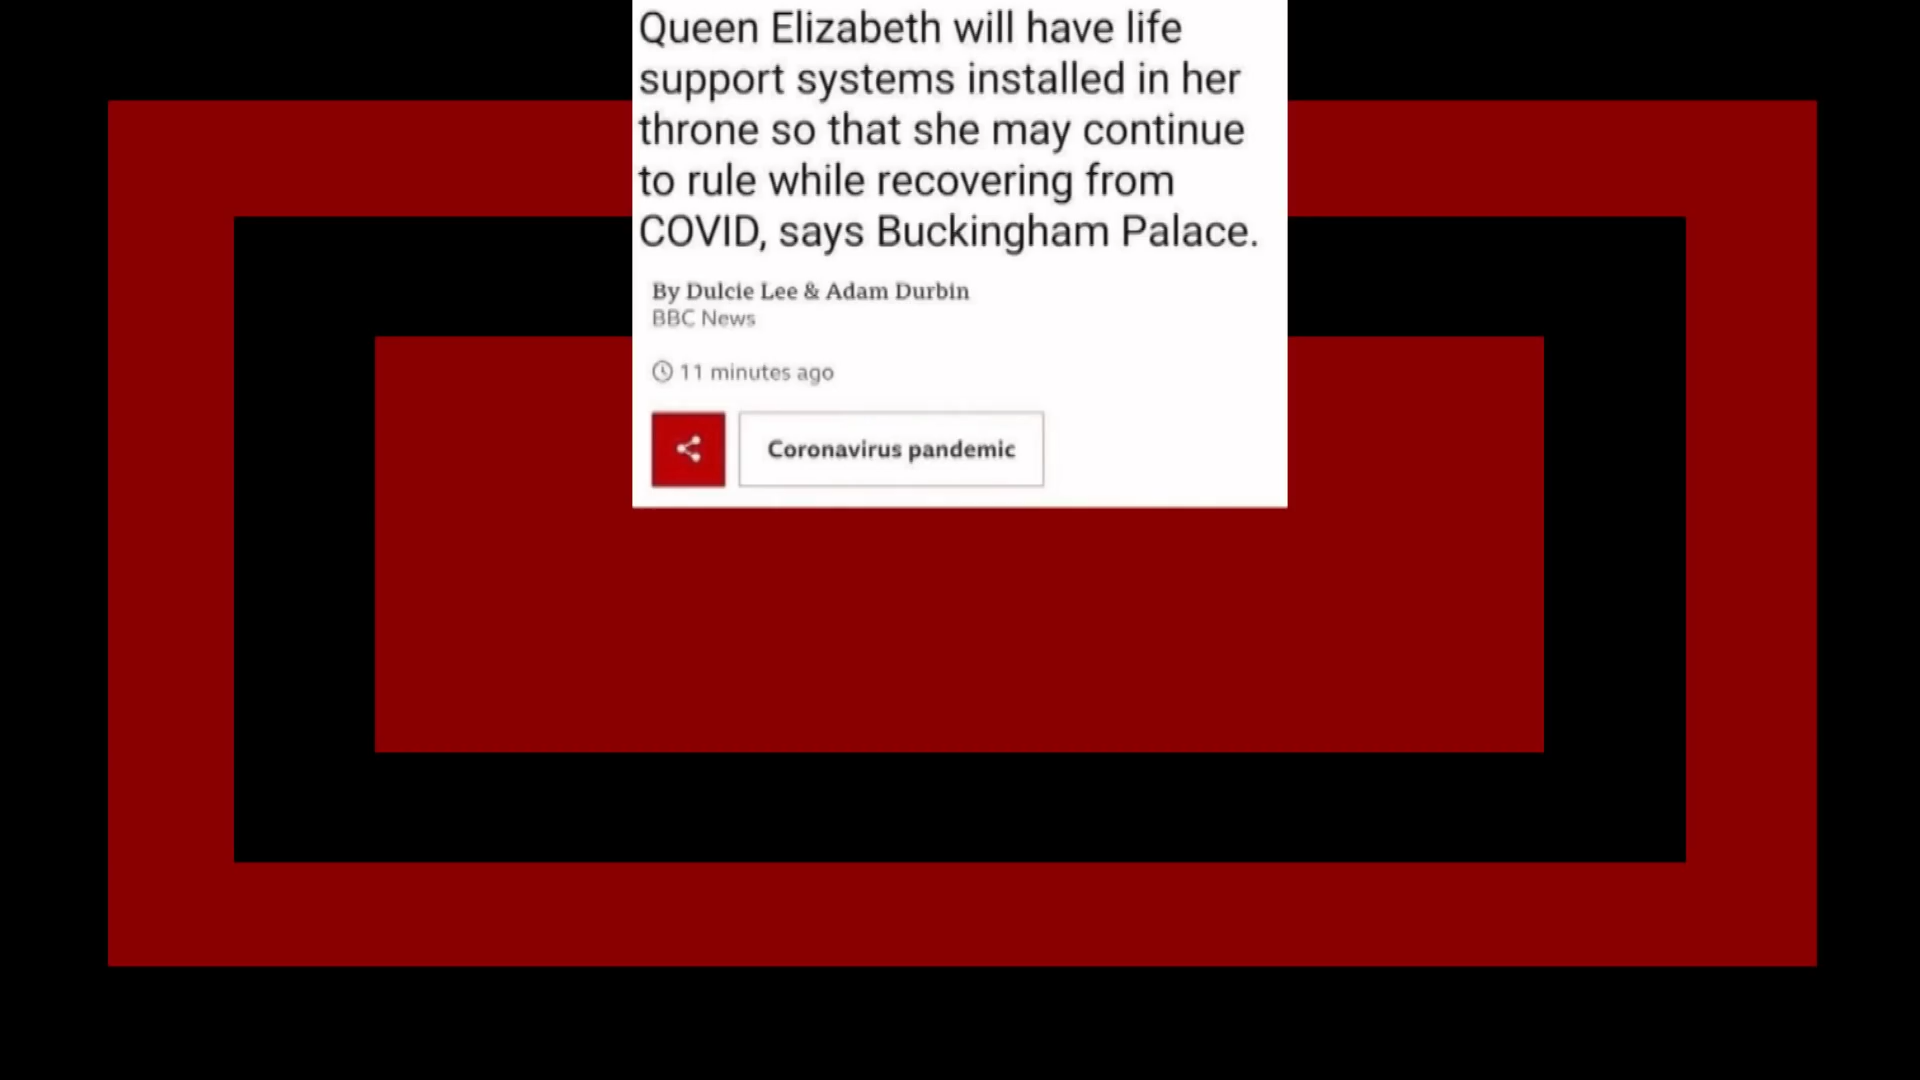 Queen Elizabeth will have life
support systems installed in her
throne so that she may continue
to rule while recovering from
COVID, says Buckingham Palace.
By Dulcie Lee & Adam Durbin
BBC News
11 minutes ago
Coronavirus pandemic